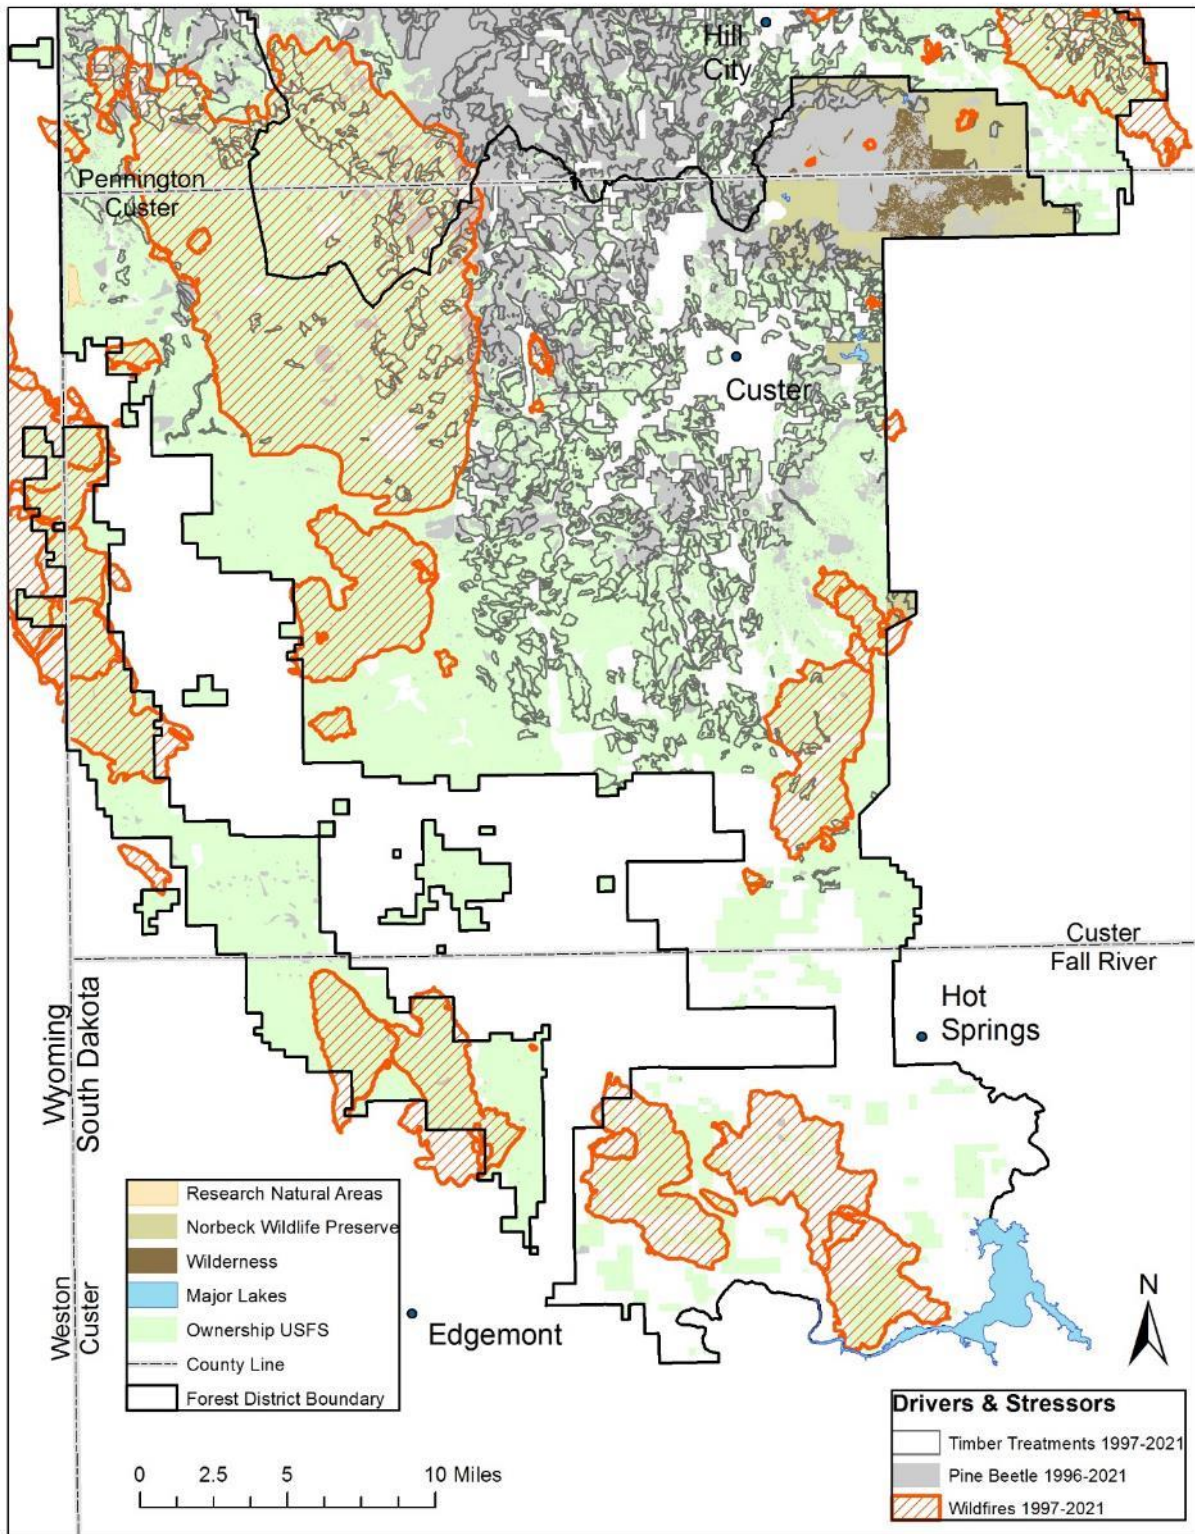 Hill
City
Pennington
Custer
Custer
Custer
Fall River
Hot
Springs
Wyoming
South Dakota
Weston
Custer
Edgemont
Research Natural Areas
Norbeck Wildlife Preserve
Wilderness
Major Lakes
Ownership USFS
County Line
Forest District Boundary
N
0 2.5 5 10 Miles
Drivers & Stressors
Timber Treatments 1997-2021
Pine Beetle 1996-2021
Wildfires 1997-2021